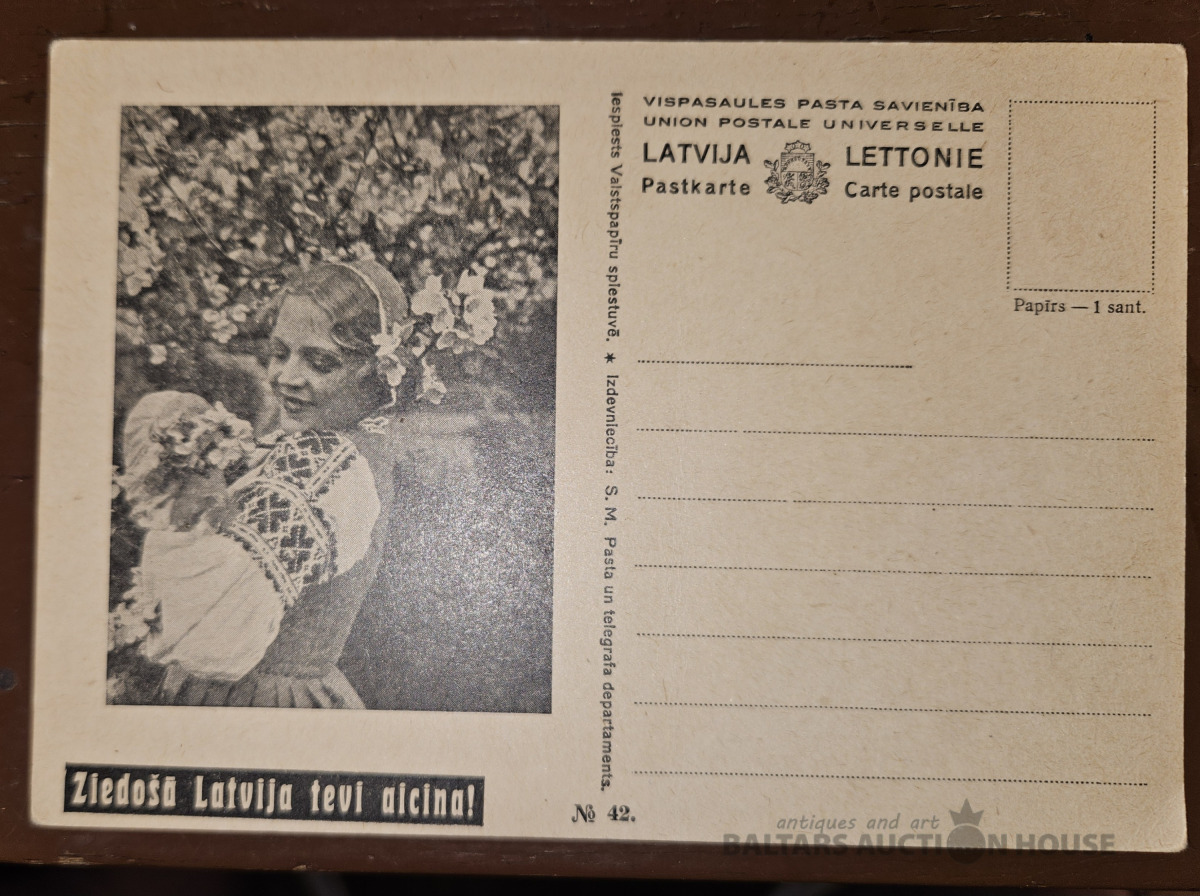 Ziedošā Latvija tevi aicina!
Iespiests Valstspapīru spiestuvē. * Izdevniecība: S. M. Pasta un telegrafa departaments.
№ 42.
VISPASAULES PASTA SAVIENĪBA
UNION POSTALE UNIVERSELLE
LATVIJA LETTONIE
Pastkarte Carte postale
Papīrs — 1 sant.
antiques and art
BALTARS AUCTION HOUSE